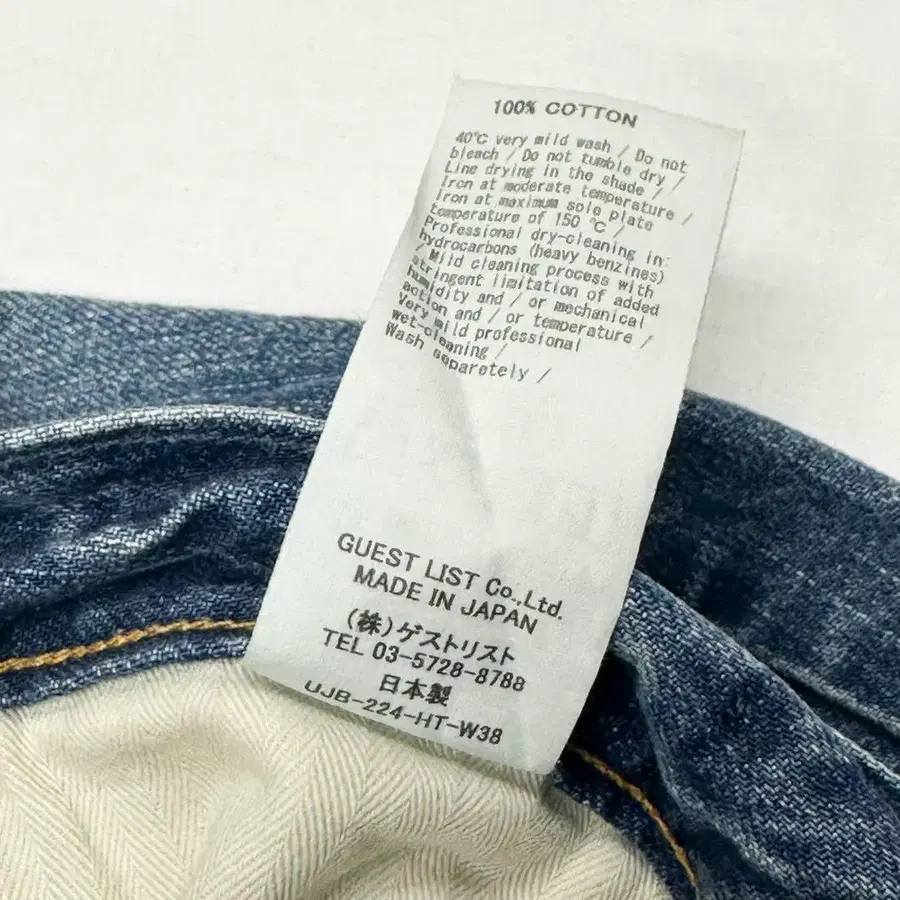 100% COTTON
40℃ very mild wash / Do not
bleach / Do not tumble dry /
Line drying in the shade /
Iron at moderate temperature /
Iron at maximum sole plate
temperature of 150 ℃ /
Professional dry-cleaning in:
hydrocarbons (heavy benzines)
/ Mild cleaning process with
stringent limitation of added
humidity and / or mechanical
action and / or temperature /
Very mild professional
wet-cleaning /
Wash separetely /
GUEST LIST Co.,Ltd.
MADE IN JAPAN
(株)ゲストリスト
TEL 03-5728-8788
日本製
UJB-224-HT-W38